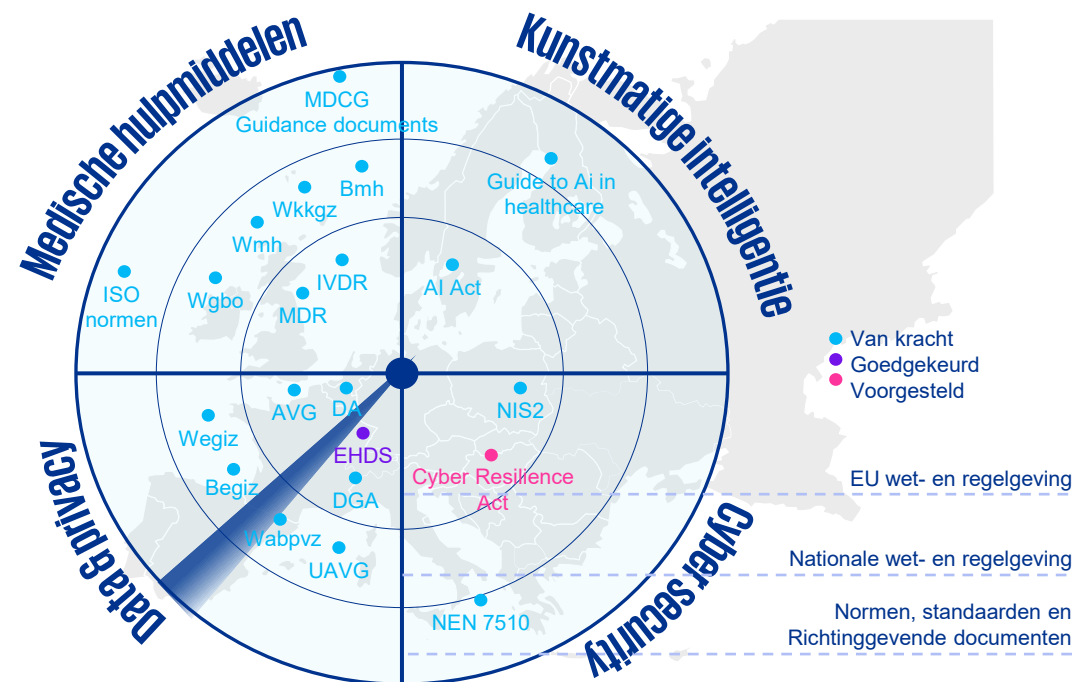 Medische hulpmiddelen
Kunstmatige intelligentie
MDCG
Guidance documents
Bmh
Wkkgz
Wmh
Wgbo
ISO
normen
IVDR
MDR
Guide to Ai in
healthcare
AI Act
Van kracht
Goedgekeurd
Voorgesteld
AVG
DA
Wegiz
EHDS
Begiz
DGA
Wabpvz
UAVG
NIS2
Cyber Resilience
Act
NEN 7510
EU wet- en regelgeving
Nationale wet- en regelgeving
Normen, standaarden en
Richtinggevende documenten
Data & privacy
Cyber security